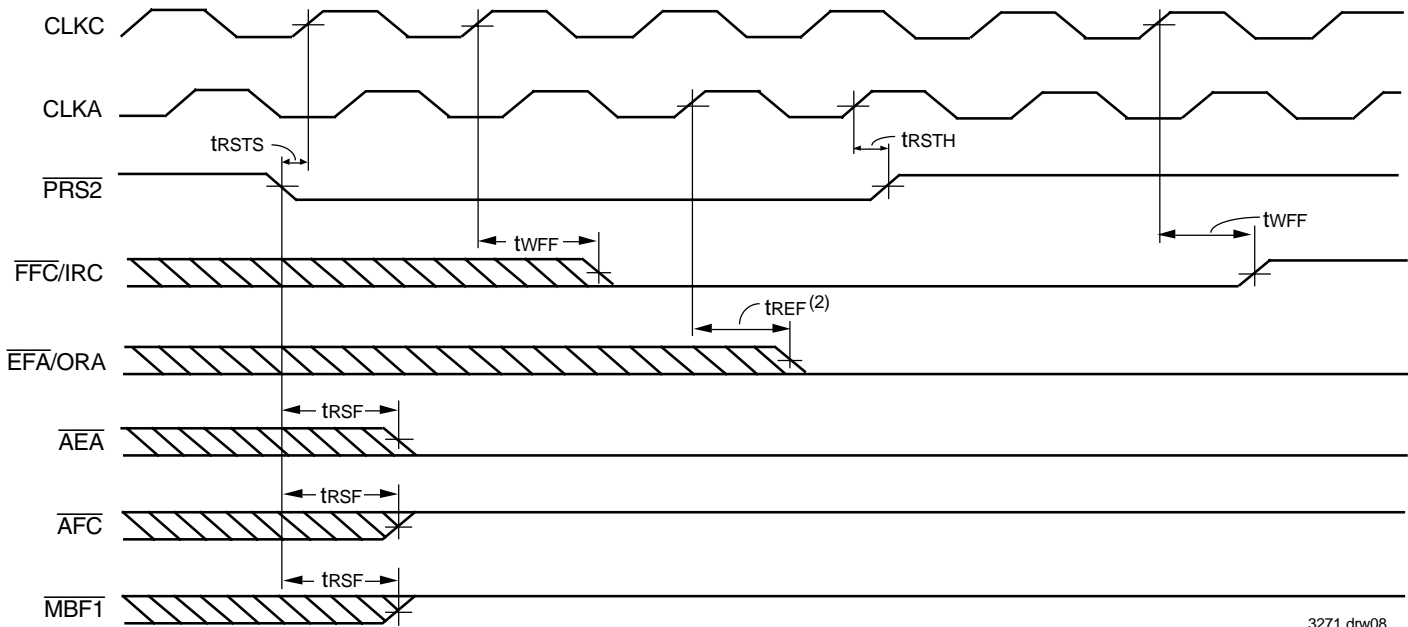 CLKC
CLKA
tRSTS
tRSTH
PRS2
tWFF
tWFF
FFC/IRC
tREF (2)
EFA/ORA
tRSF
AEA
tRSF
AFC
tRSF
MBF1
3271 drw08